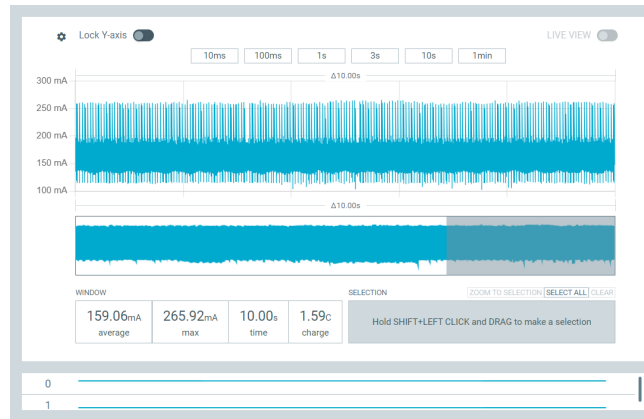 Lock Y-axis LIVE VIEW
10ms 100ms 1s 3s 10s 1min
Δ10.00s
300 mA
250 mA
200 mA
150 mA
100 mA
Δ10.00s
WINDOW SELECTION ZOOM TO SELECTION SELECT ALL CLEAR
159.06mA 265.92mA 10.00s 1.59C
average max time charge
Hold SHIFT+LEFT CLICK and DRAG to make a selection
0
1